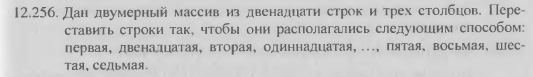 12.256. Дан двумерный массив из двенадцати строк и трех столбцов. Пере-
ставить строки так, чтобы они располагались следующим способом:
первая, двенадцатая, вторая, одиннадцатая, ..., пятая, восьмая, шес-
тая, седьмая.